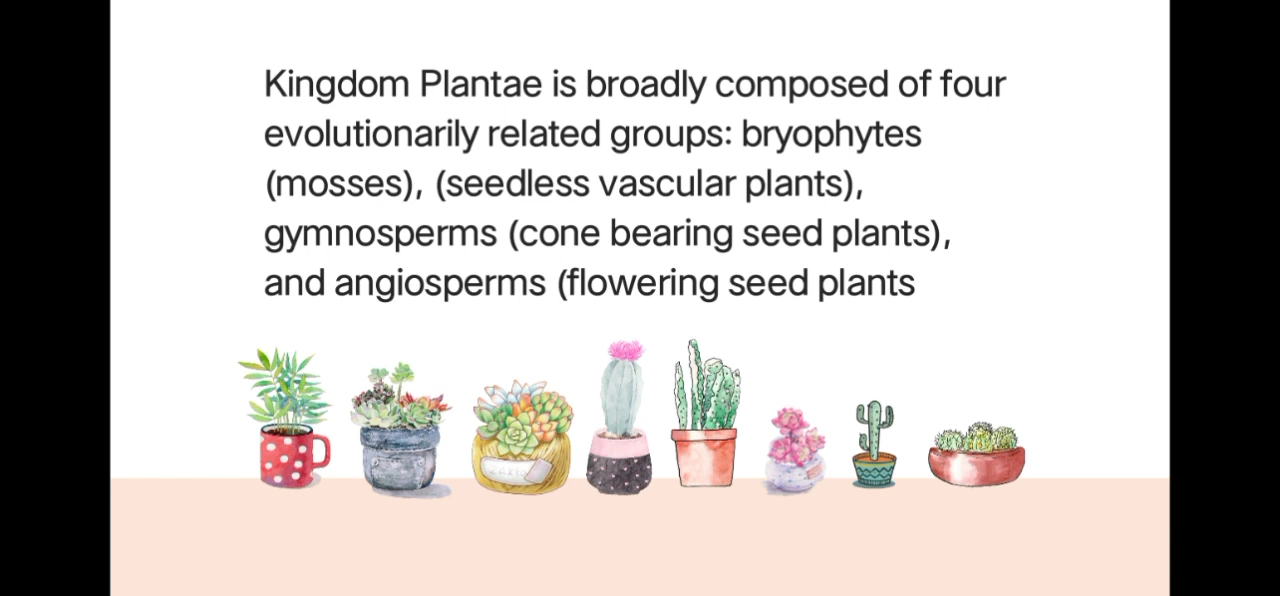 Kingdom Plantae is broadly composed of four
evolutionarily related groups: bryophytes
(mosses), (seedless vascular plants),
gymnosperms (cone bearing seed plants),
and angiosperms (flowering seed plants